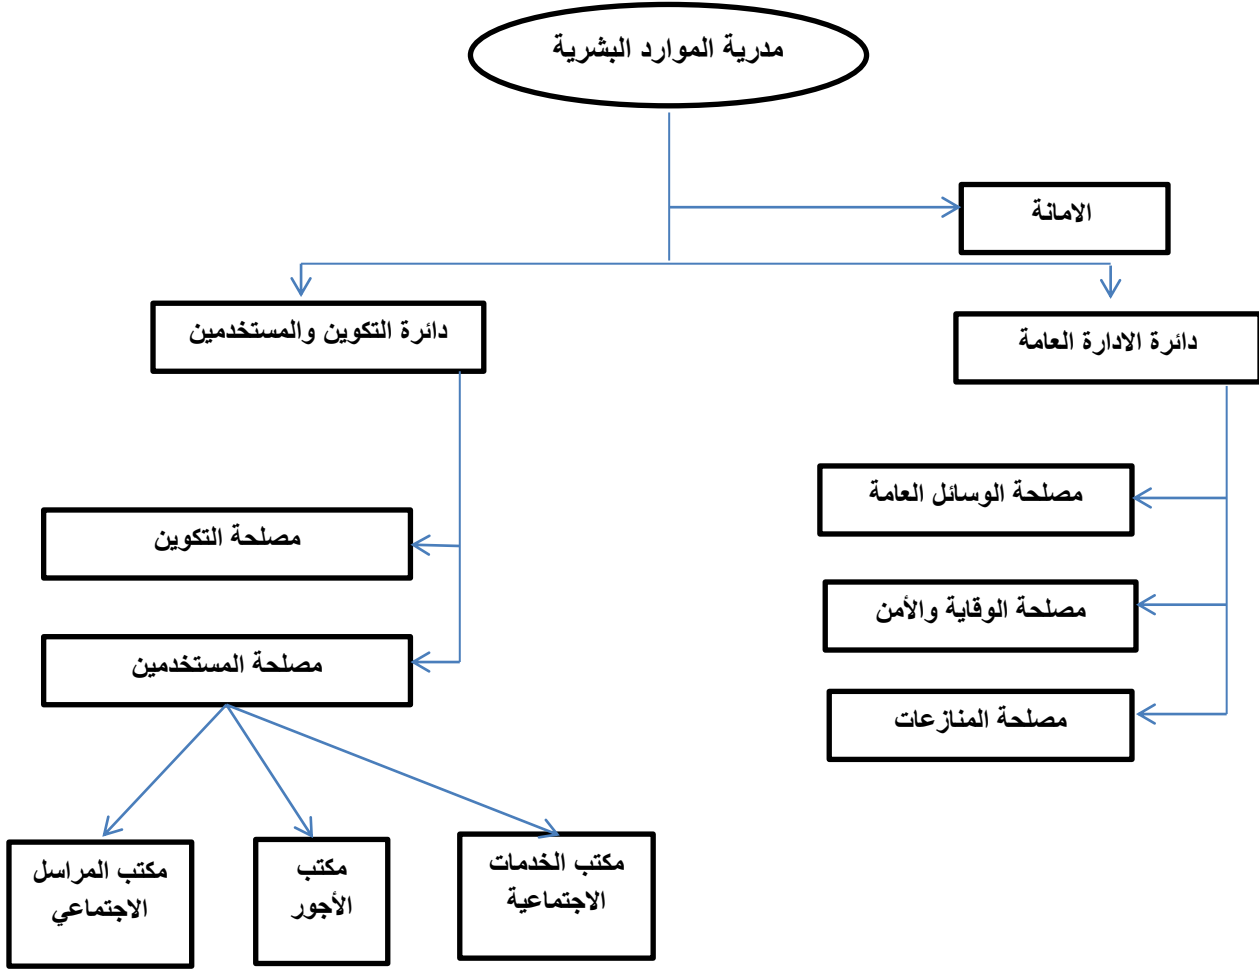 مدرية الموارد البشرية
الامانة
دائرة الادارة العامة
دائرة التكوين والمستخدمين
مصلحة الوسائل العامة
مصلحة التكوين
مصلحة الوقاية والأمن
مصلحة المستخدمين
مصلحة المنازعات
مكتب الخدمات
الاجتماعية
مكتب
الأجور
مكتب المراسل
الاجتماعي